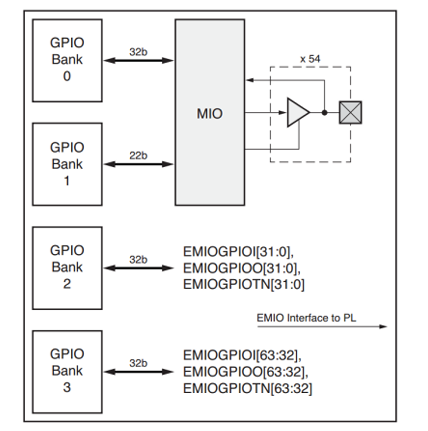 GPIO
Bank
0
32b
MIO
x 54
GPIO
Bank
1
22b
GPIO
Bank
2
32b
EMIOGPIOI[31:0],
EMIOGPIOO[31:0],
EMIOGPIOTN[31:0]
EMIO Interface to PL
GPIO
Bank
3
32b
EMIOGPIOI[63:32],
EMIOGPIOO[63:32],
EMIOGPIOTN[63:32]